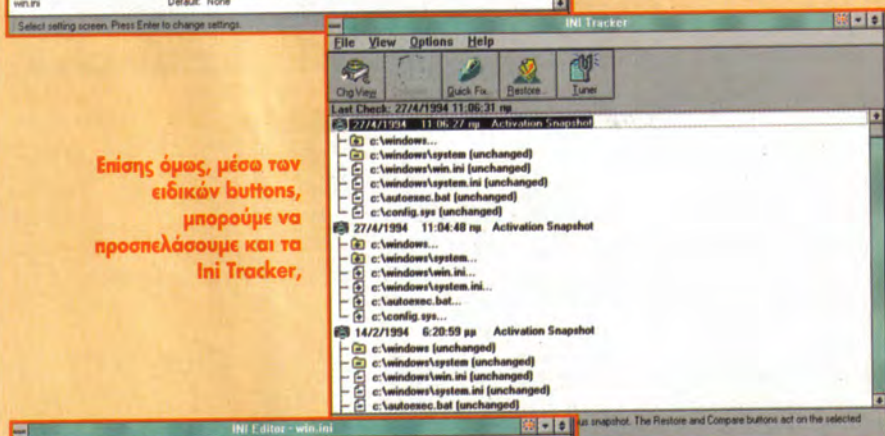 win.ini Default: None
Select setting screen. Press Enter to change settings.
INI Tracker
File View Options Help
Chg View Quick Fix... Restore... Tuner
Last Check: 27/4/1994 11:06:31 πμ
27/4/1994 11:06:27 πμ Activation Snapshot
c:\windows...
c:\windows\system (unchanged)
c:\windows\win.ini (unchanged)
c:\windows\system.ini (unchanged)
c:\autoexec.bat (unchanged)
c:\config.sys (unchanged)
27/4/1994 11:04:48 πμ Activation Snapshot
c:\windows...
c:\windows\system...
c:\windows\win.ini...
c:\windows\system.ini...
c:\autoexec.bat...
c:\config.sys...
14/2/1994 6:20:59 μμ Activation Snapshot
c:\windows (unchanged)
c:\windows\system (unchanged)
c:\windows\win.ini (unchanged)
c:\windows\system.ini (unchanged)
c:\autoexec.bat (unchanged)
Επίσης όμως, μέσω των
ειδικών buttons,
μπορούμε να
προσπελάσουμε και τα
Ini Tracker,
INI Editor - win.ini
us snapshot. The Restore and Compare buttons act on the selected